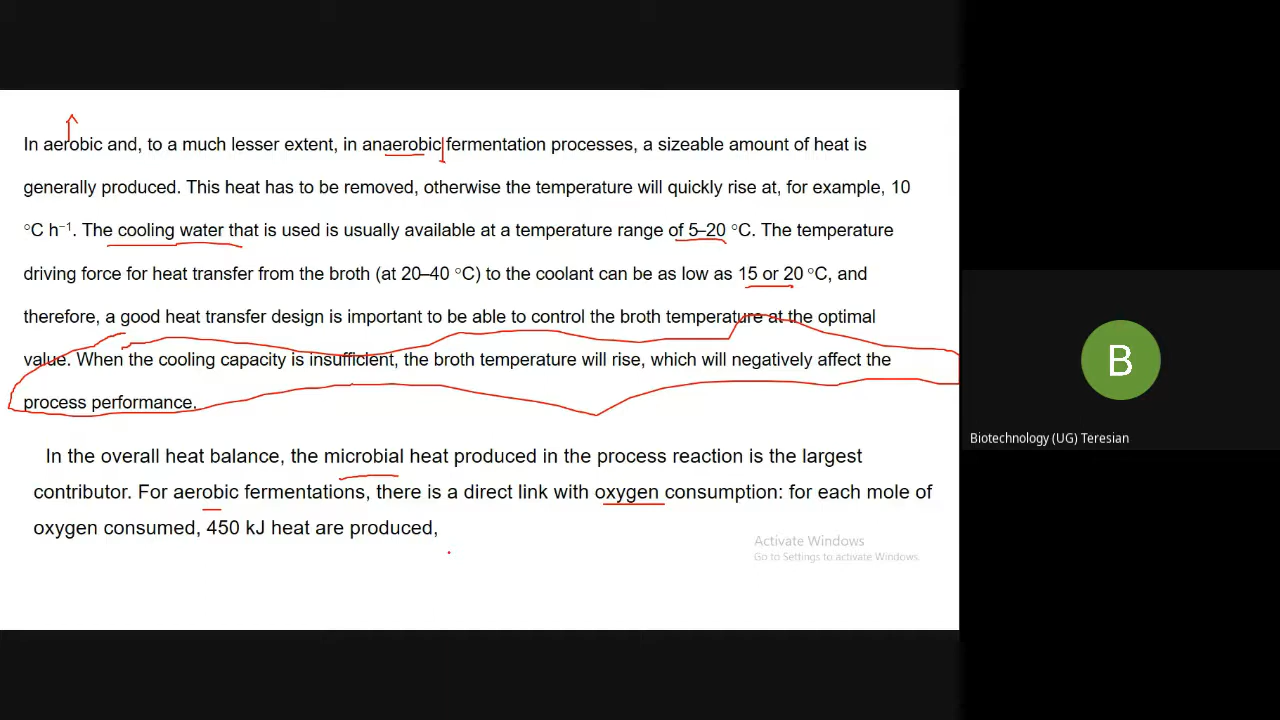 In aerobic and, to a much lesser extent, in anaerobic fermentation processes, a sizeable amount of heat is
generally produced. This heat has to be removed, otherwise the temperature will quickly rise at, for example, 10
°C h⁻¹. The cooling water that is used is usually available at a temperature range of 5–20 °C. The temperature
driving force for heat transfer from the broth (at 20–40 °C) to the coolant can be as low as 15 or 20 °C, and
therefore, a good heat transfer design is important to be able to control the broth temperature at the optimal
value. When the cooling capacity is insufficient, the broth temperature will rise, which will negatively affect the
process performance.
In the overall heat balance, the microbial heat produced in the process reaction is the largest
contributor. For aerobic fermentations, there is a direct link with oxygen consumption: for each mole of
oxygen consumed, 450 kJ heat are produced,
Activate Windows
Go to Settings to activate Windows.
B
Biotechnology (UG) Teresian